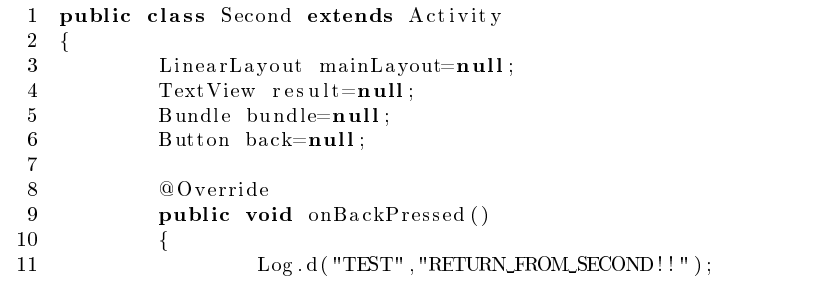 1 public class Second extends Activity
2 {
3 LinearLayout mainLayout=null;
4 TextView result=null;
5 Bundle bundle=null;
6 Button back=null;
7
8 @Override
9 public void onBackPressed()
10 {
11 Log.d("TEST","RETURN_FROM_SECOND!!");